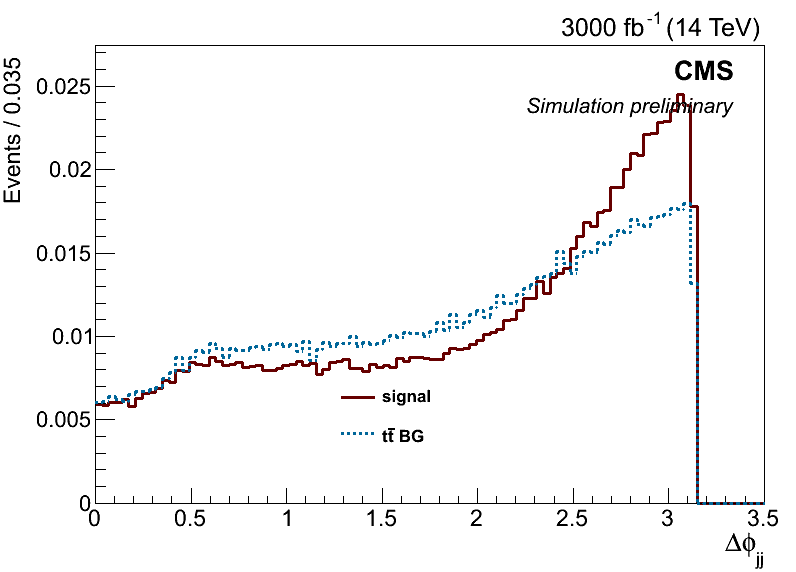 3000 fb⁻¹ (14 TeV)
CMS
Simulation preliminary
Events / 0.035
0.025
0.02
0.015
0.01
0.005
0
signal
tt̅ BG
0 0.5 1 1.5 2 2.5 3 3.5
Δϕjj